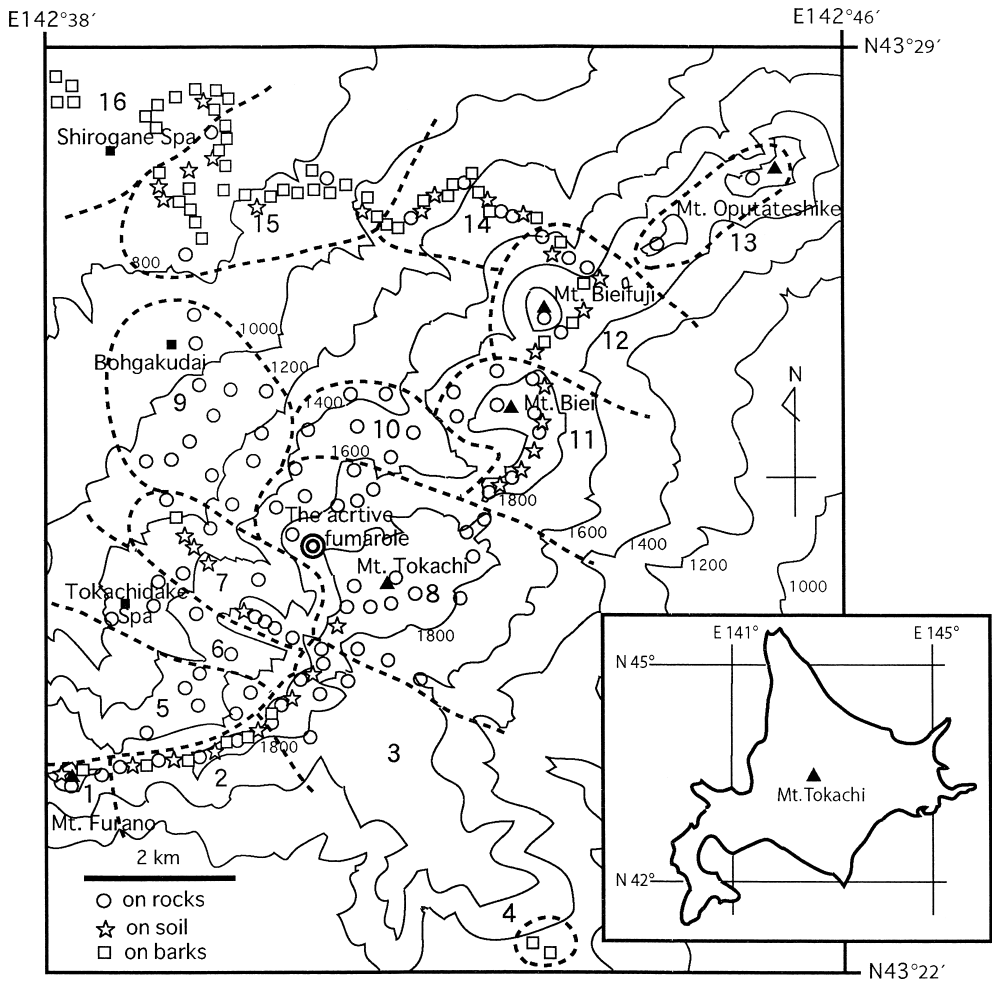 E142°38′
E142°46′
N43°29′
16
Shirogane Spa
Mt. Oputateshike
15
14
13
800
Mt. Bieifuji
1000
12
Bohgakudai
1200
N
9
1400
Mt. Biei
10
11
1600
1800
The acrtive
fumarole
1600
1400
Mt. Tokachi
1200
7
Tokachidake
Spa
8
1000
1800
6
E 141°
E 145°
N 45°
5
1800
3
2
1
Mt. Tokachi
Mt. Furano
2 km
N 42°
on rocks
4
on soil
on barks
N43°22′